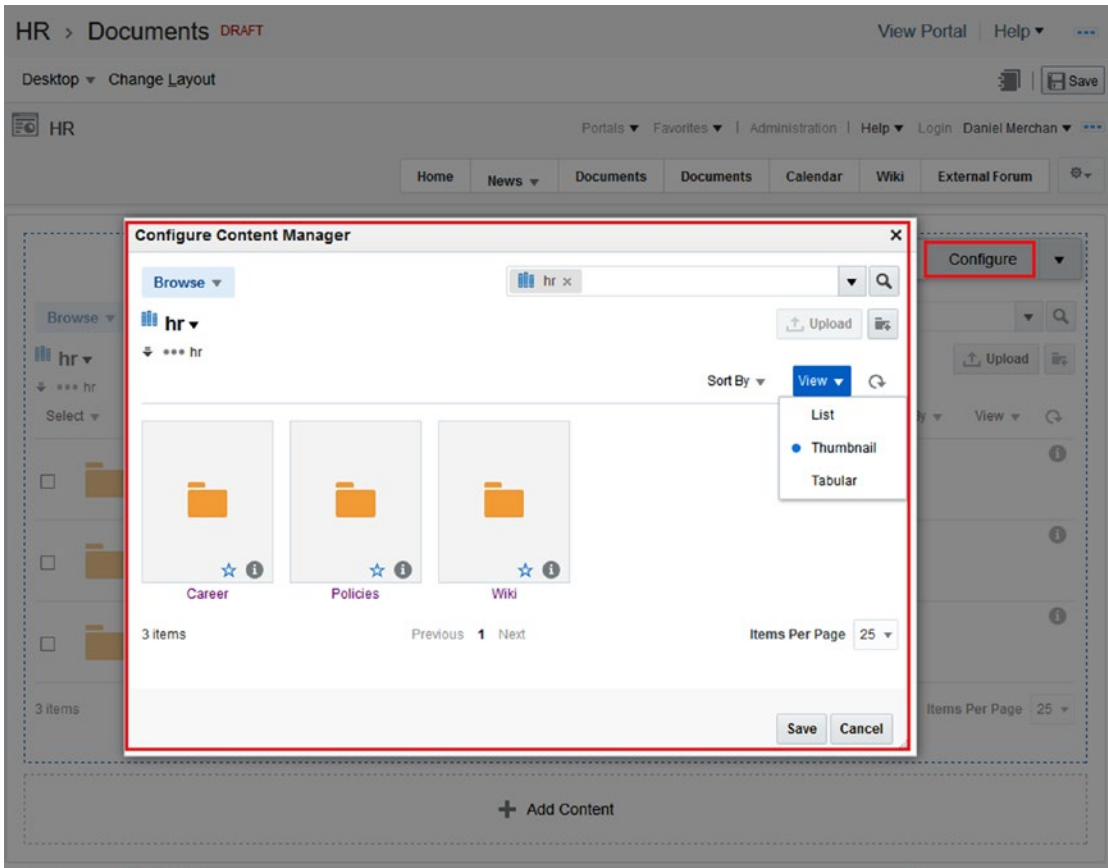 HR > Documents DRAFT View Portal Help
Desktop Change Layout Save
HR Portals Favorites Administration Help Login Daniel Merchan
Home News Documents Documents Calendar Wiki External Forum
Configure Content Manager
Configure
Browse hr
Browse
hr Upload
hr Upload
hr
hr
Sort By View
Select View
List
Thumbnail
Tabular
Career Policies Wiki
3 items Previous 1 Next Items Per Page 25
3 items Items Per Page 25
Save Cancel
Add Content